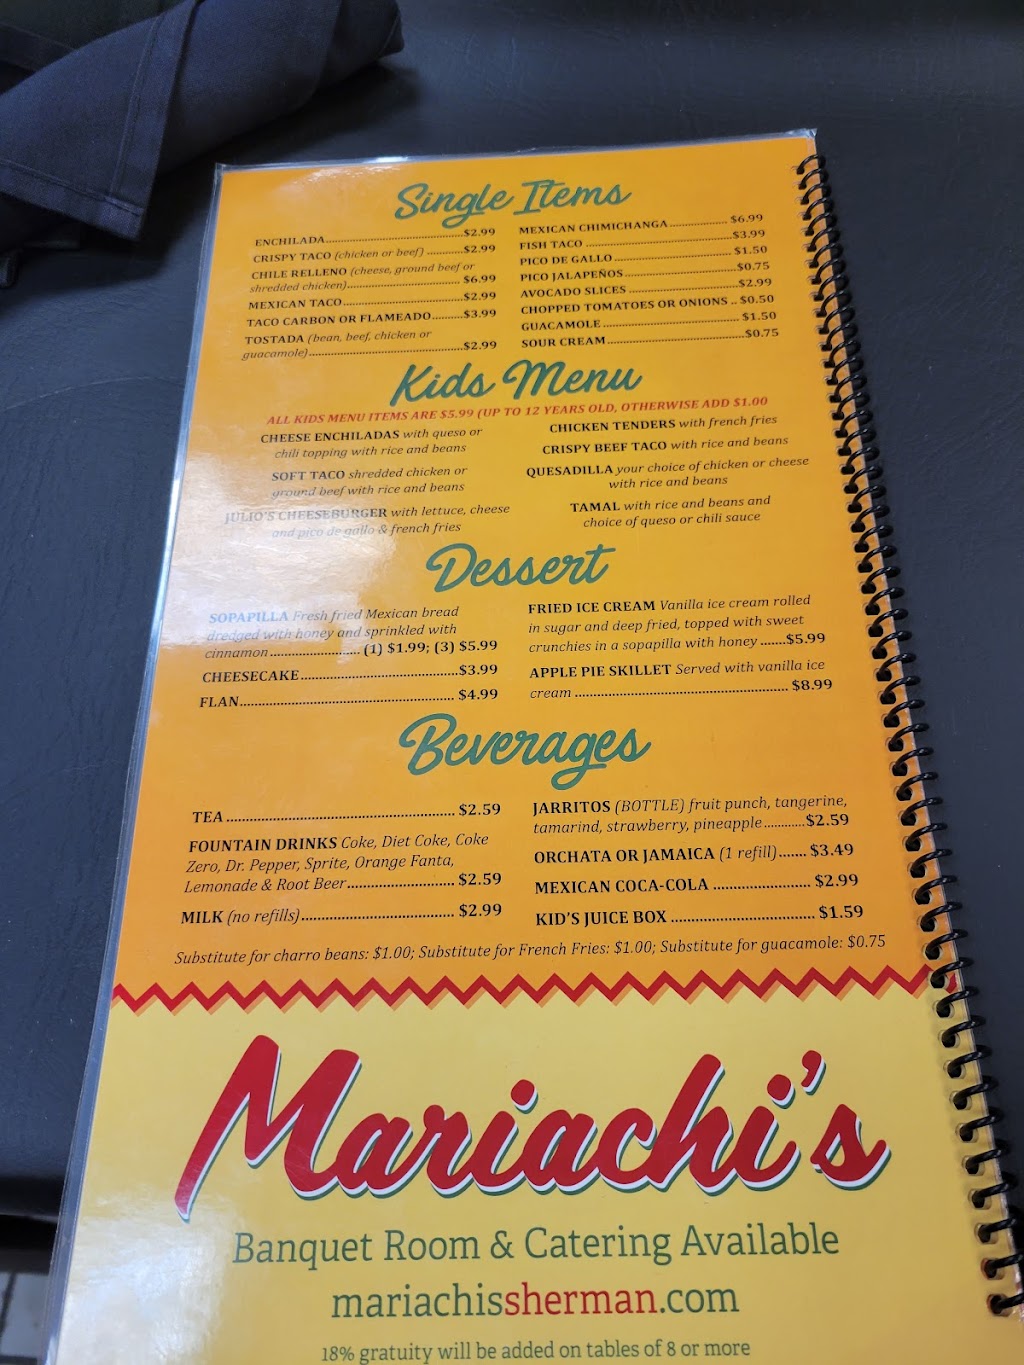 Single Items
ENCHILADA.....$2.99
CRISPY TACO (chicken or beef).....$2.99
CHILE RELLENO (cheese, ground beef or
shredded chicken).....$6.99
MEXICAN TACO.....$2.99
TACO CARBON OR FLAMEADO.....$3.99
TOSTADA (bean, beef, chicken or
guacamole).....$2.99
MEXICAN CHIMICHANGA.....$6.99
FISH TACO.....$3.99
PICO DE GALLO.....$1.50
PICO JALAPEÑOS.....$0.75
AVOCADO SLICES.....$2.99
CHOPPED TOMATOES OR ONIONS..$0.50
GUACAMOLE.....$1.50
SOUR CREAM.....$0.75
Kids Menu
ALL KIDS MENU ITEMS ARE $5.99 (UP TO 12 YEARS OLD, OTHERWISE ADD $1.00
CHEESE ENCHILADAS with queso or
chili topping with rice and beans
SOFT TACO shredded chicken or
ground beef with rice and beans
JULIO'S CHEESEBURGER with lettuce, cheese
and pico de gallo & french fries
CHICKEN TENDERS with french fries
CRISPY BEEF TACO with rice and beans
QUESADILLA your choice of chicken or cheese
with rice and beans
TAMAL with rice and beans and
choice of queso or chili sauce
Dessert
SOPAPILLA Fresh fried Mexican bread
dredged with honey and sprinkled with
cinnamon.....(1) $1.99; (3) $5.99
CHEESECAKE.....$3.99
FLAN.....$4.99
FRIED ICE CREAM Vanilla ice cream rolled
in sugar and deep fried, topped with sweet
crunchies in a sopapilla with honey......$5.99
APPLE PIE SKILLET Served with vanilla ice
cream.....$8.99
Beverages
TEA.....$2.59
FOUNTAIN DRINKS Coke, Diet Coke, Coke
Zero, Dr. Pepper, Sprite, Orange Fanta,
Lemonade & Root Beer.....$2.59
MILK (no refills).....$2.99
JARRITOS (BOTTLE) fruit punch, tangerine,
tamarind, strawberry, pineapple.....$2.59
ORCHATA OR JAMAICA (1 refill).....$3.49
MEXICAN COCA-COLA.....$2.99
KID'S JUICE BOX.....$1.59
Substitute for charro beans: $1.00; Substitute for French Fries: $1.00; Substitute for guacamole: $0.75
Mariachi's
Banquet Room & Catering Available
mariachissherman.com
18% gratuity will be added on tables of 8 or more